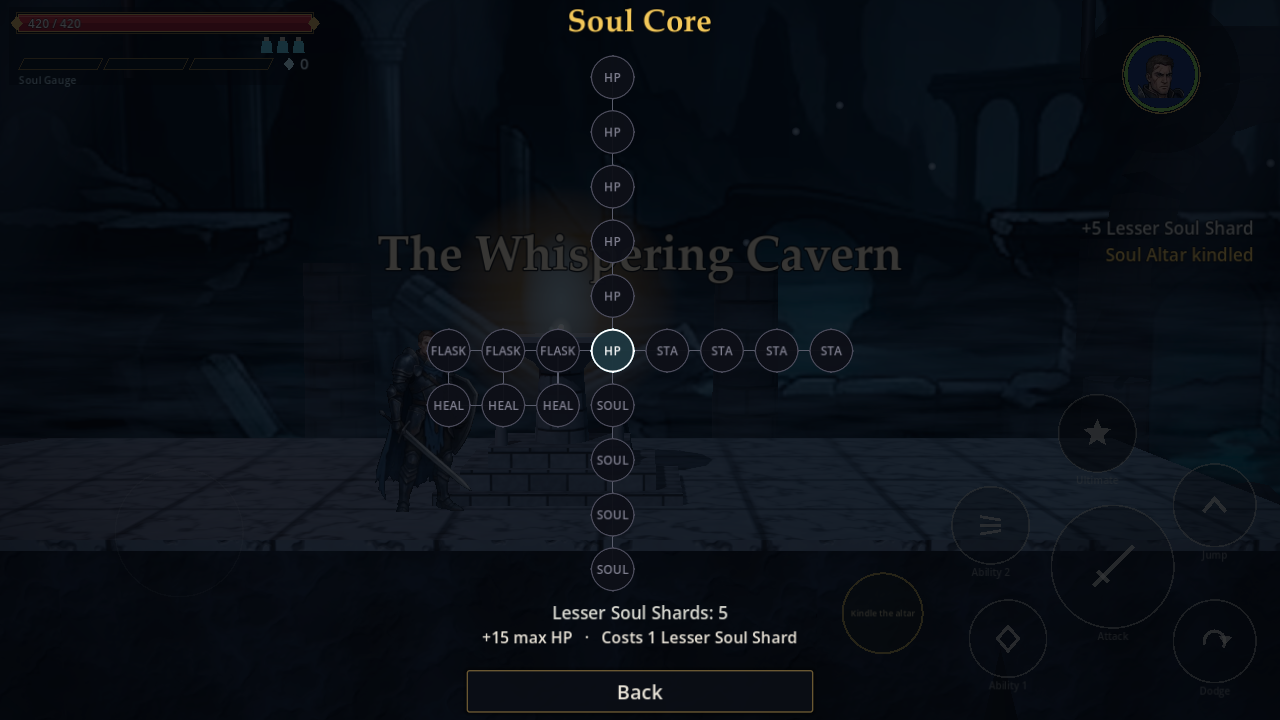 Soul Core
420 / 420
0
Soul Gauge
HP
HP
HP
HP
The Whispering Cavern
+5 Lesser Soul Shard
Soul Altar kindled
HP
FLASK FLASK FLASK HP STA STA STA STA
HEAL HEAL HEAL SOUL
SOUL
SOUL
SOUL
Ultimate
Ability 2
Jump
Kindle the altar
Attack
Ability 1
Dodge
Lesser Soul Shards: 5
+15 max HP · Costs 1 Lesser Soul Shard
Back